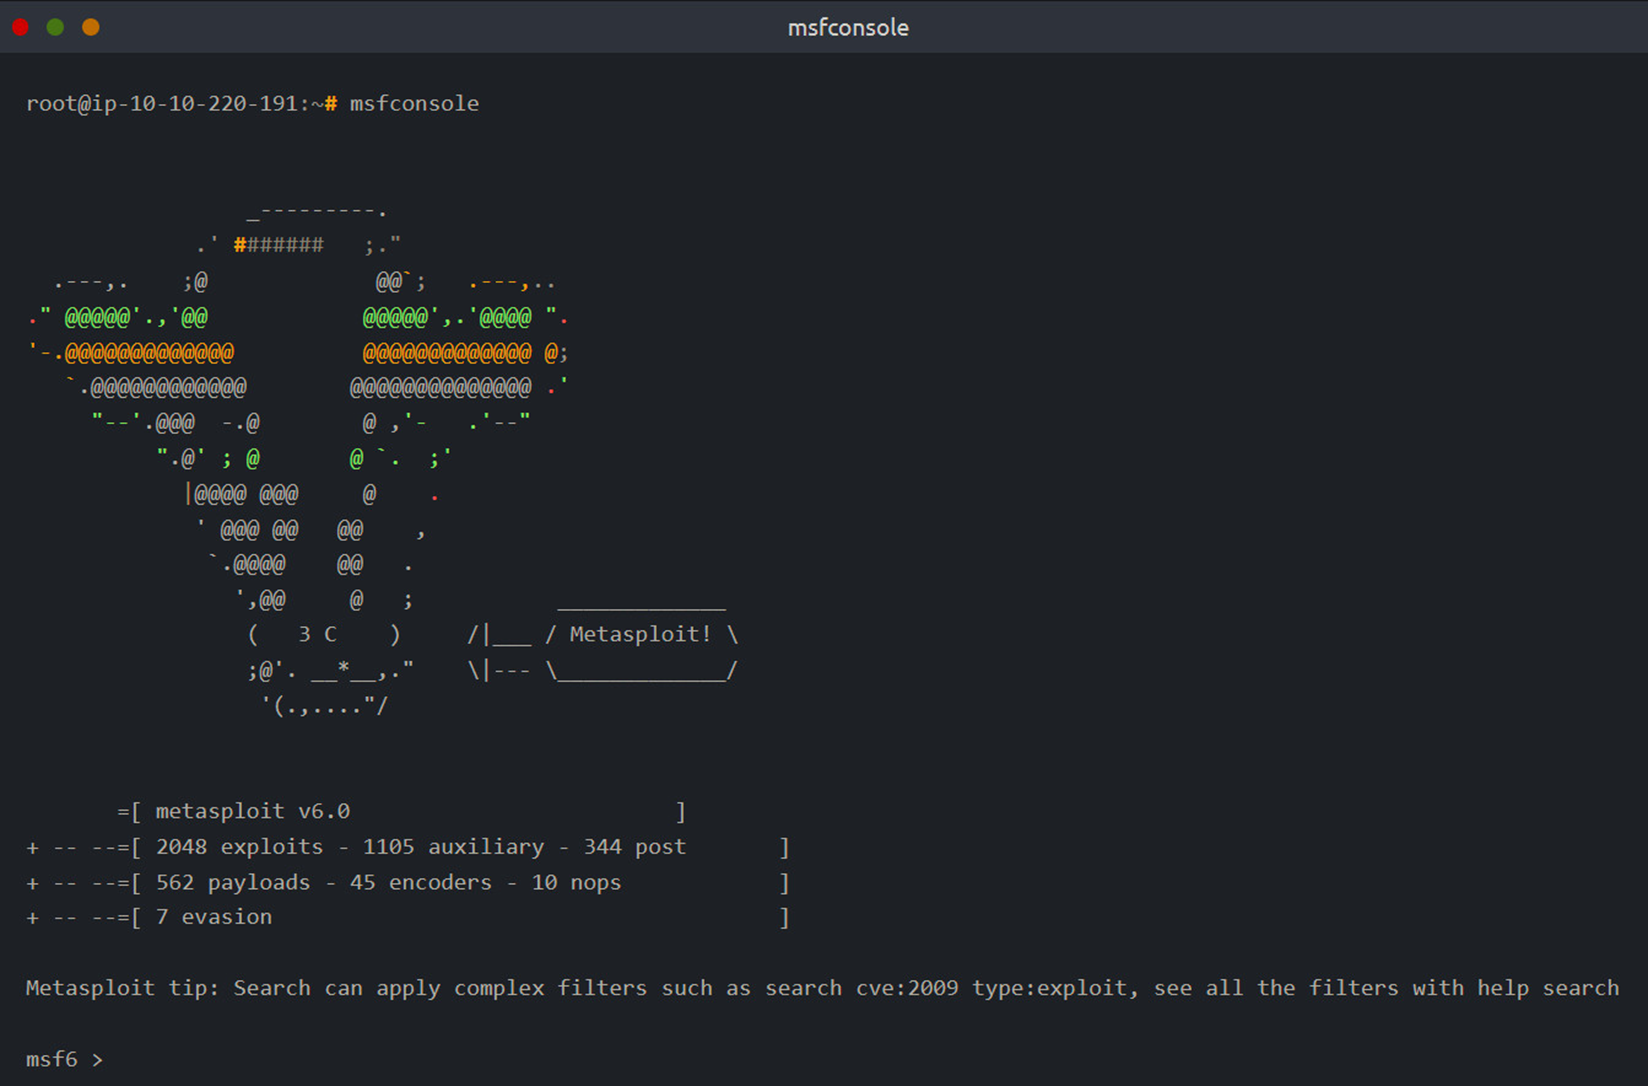 msfconsole
root@ip-10-10-220-191:~# msfconsole
                 _---------.
             .' #######   ;."
  .---,.    ;@             @@`;   .---,..
." @@@@@'.,'@@            @@@@@',.'@@@@ ".
'-.@@@@@@@@@@@@@          @@@@@@@@@@@@@ @;
   `.@@@@@@@@@@@@        @@@@@@@@@@@@@@ .'
     "--'.@@@  -.@        @ ,'-   .'--"
          ".@' ; @       @ `.  ;'
            |@@@@ @@@     @    .
             ' @@@ @@   @@    ,
              `.@@@@    @@   .
                ',@@     @   ;           _____________
                 (   3 C    )     /|___ / Metasploit! \
                 ;@'. __*__,."    \|--- \_____________/
                  '(.,...."/
       =[ metasploit v6.0                         ]
+ -- --=[ 2048 exploits - 1105 auxiliary - 344 post       ]
+ -- --=[ 562 payloads - 45 encoders - 10 nops            ]
+ -- --=[ 7 evasion                                       ]
Metasploit tip: Search can apply complex filters such as search cve:2009 type:exploit, see all the filters with help search
msf6 >